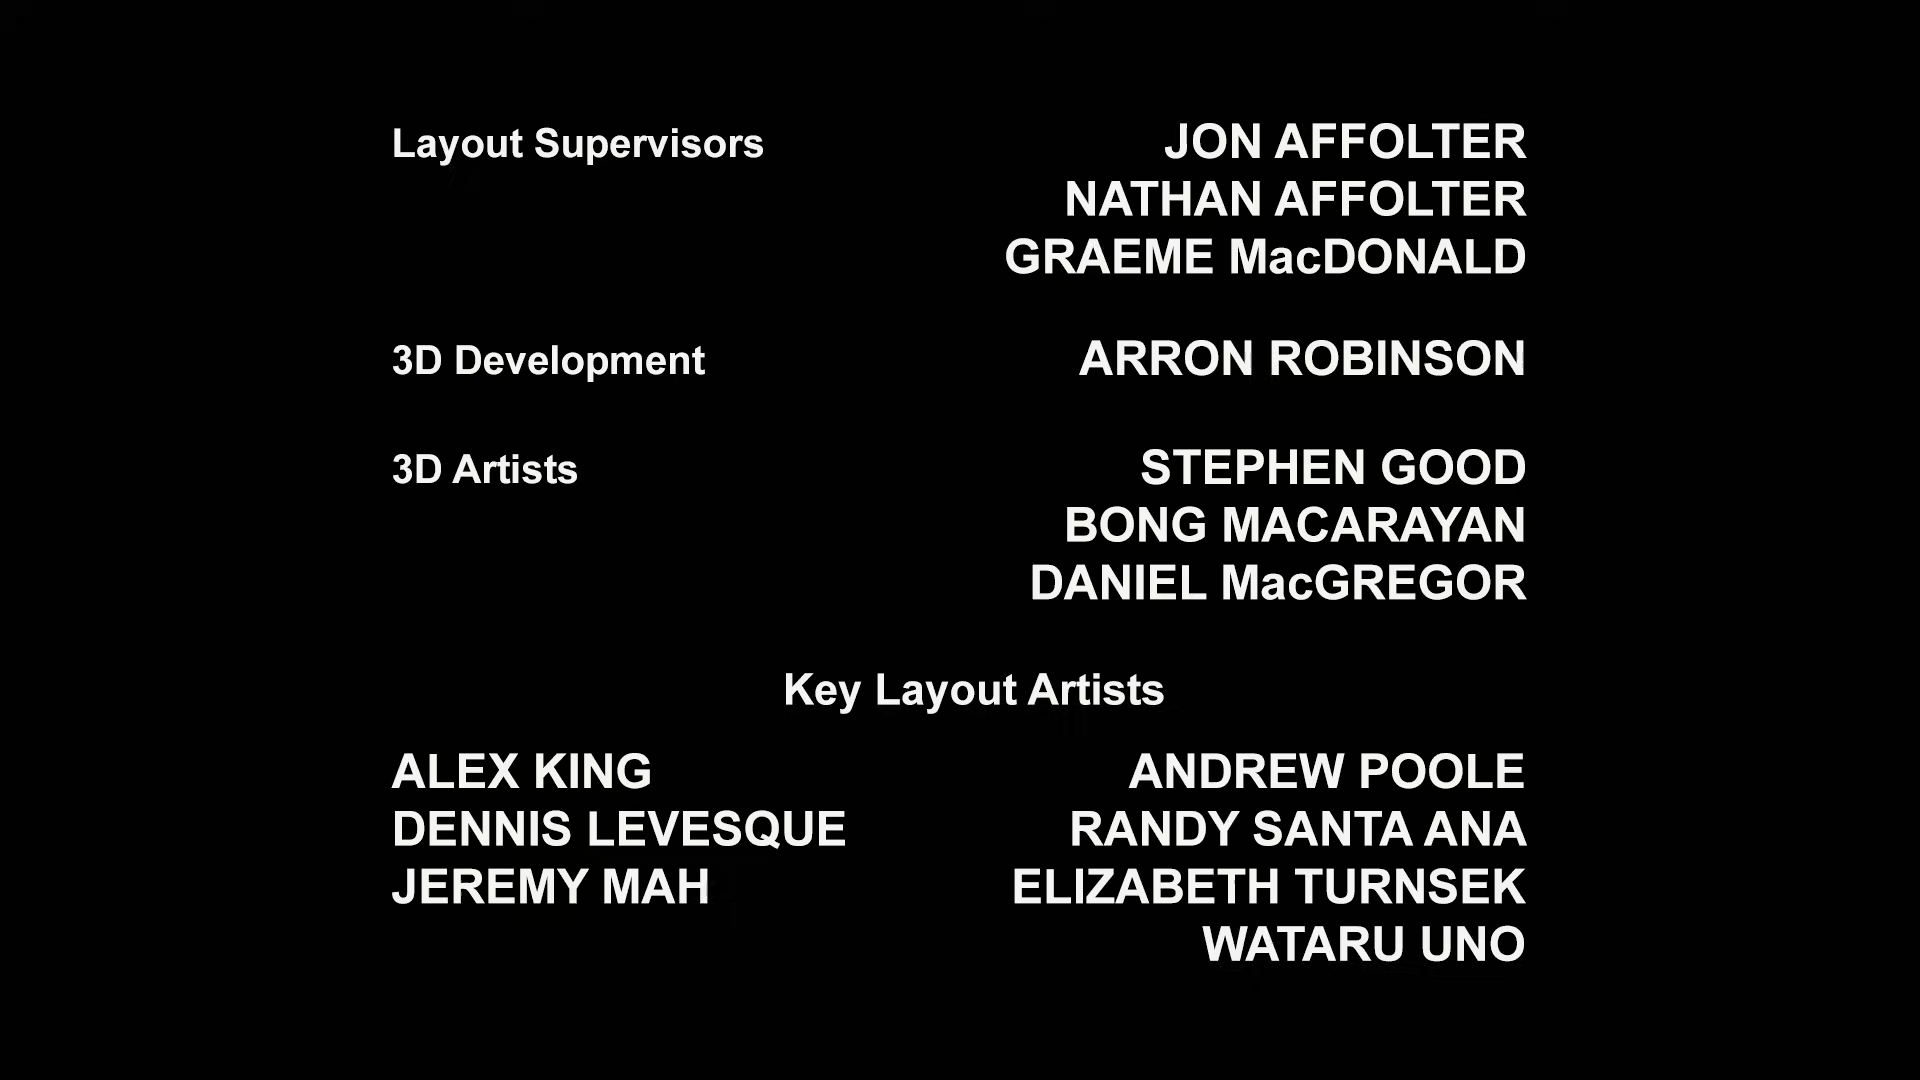 Layout Supervisors JON AFFOLTER
NATHAN AFFOLTER
GRAEME MacDONALD
3D Development ARRON ROBINSON
3D Artists STEPHEN GOOD
BONG MACARAYAN
DANIEL MacGREGOR
Key Layout Artists
ALEX KING ANDREW POOLE
DENNIS LEVESQUE RANDY SANTA ANA
JEREMY MAH ELIZABETH TURNSEK
WATARU UNO